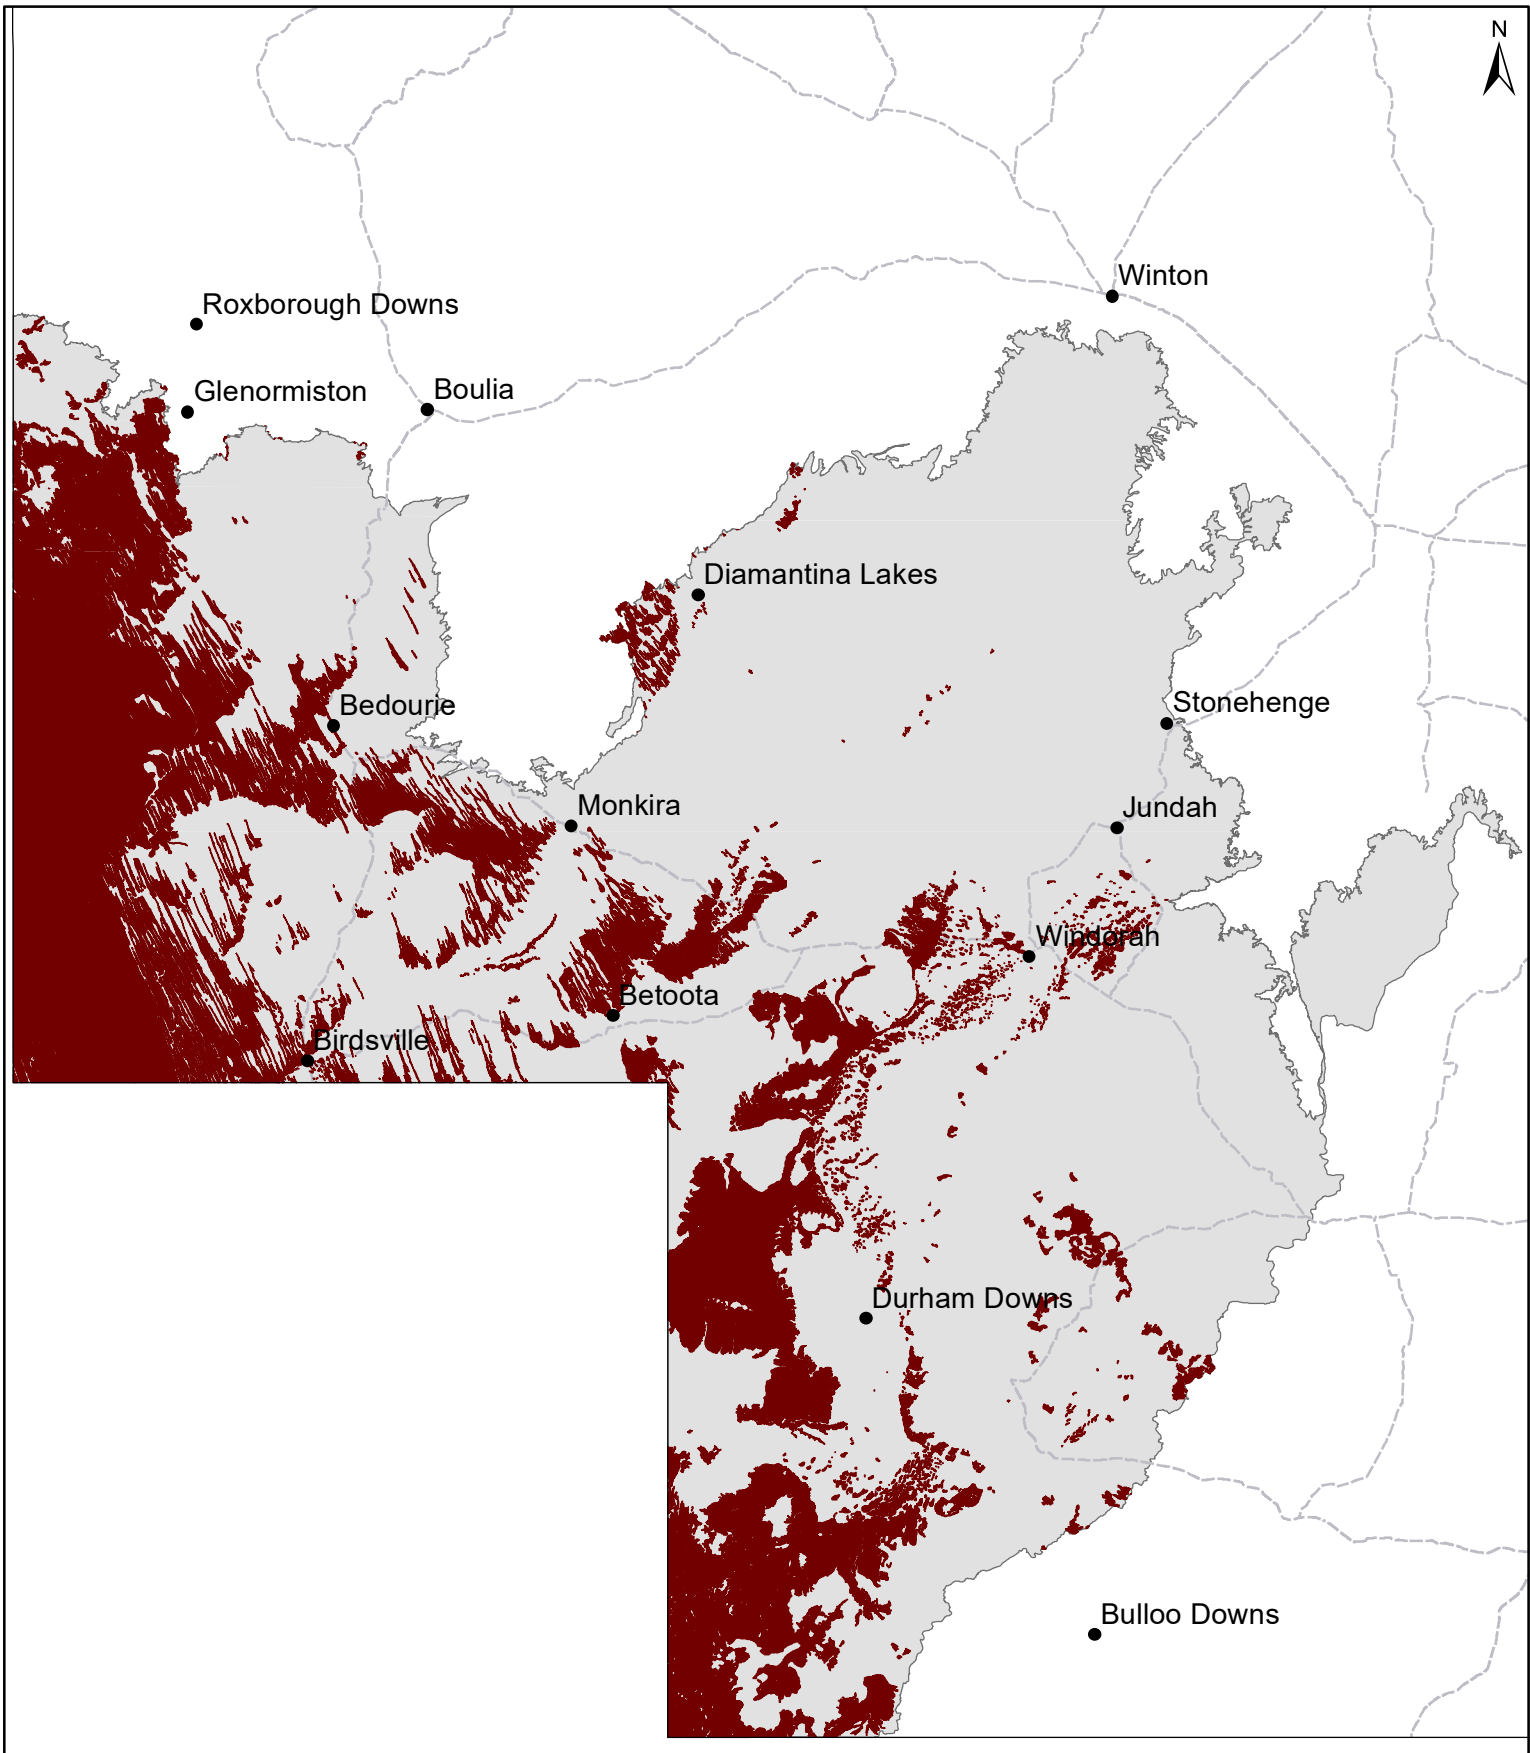 N
Winton
Roxborough Downs
Glenormiston
Boulia
Diamantina Lakes
Bedourie
Stonehenge
Monkira
Jundah
Windorah
Betoota
Birdsville
Durham Downs
Bulloo Downs